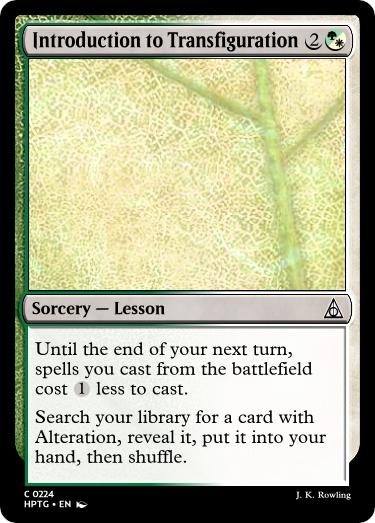 Introduction to Transfiguration 2
Sorcery — Lesson
Until the end of your next turn,
spells you cast from the battlefield
cost 1 less to cast.
Search your library for a card with
Alteration, reveal it, put it into your
hand, then shuffle.
C 0224
HPTG • EN
J. K. Rowling